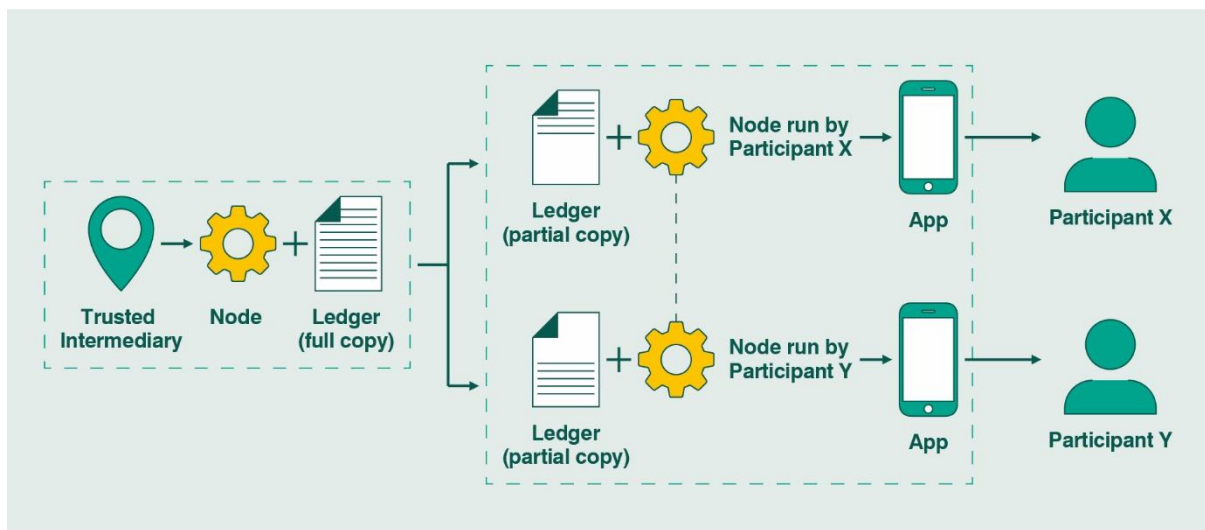 Trusted
Intermediary
Node
Ledger
(full copy)
Ledger
(partial copy)
Node run by
Participant X
App
Participant X
Ledger
(partial copy)
Node run by
Participant Y
App
Participant Y